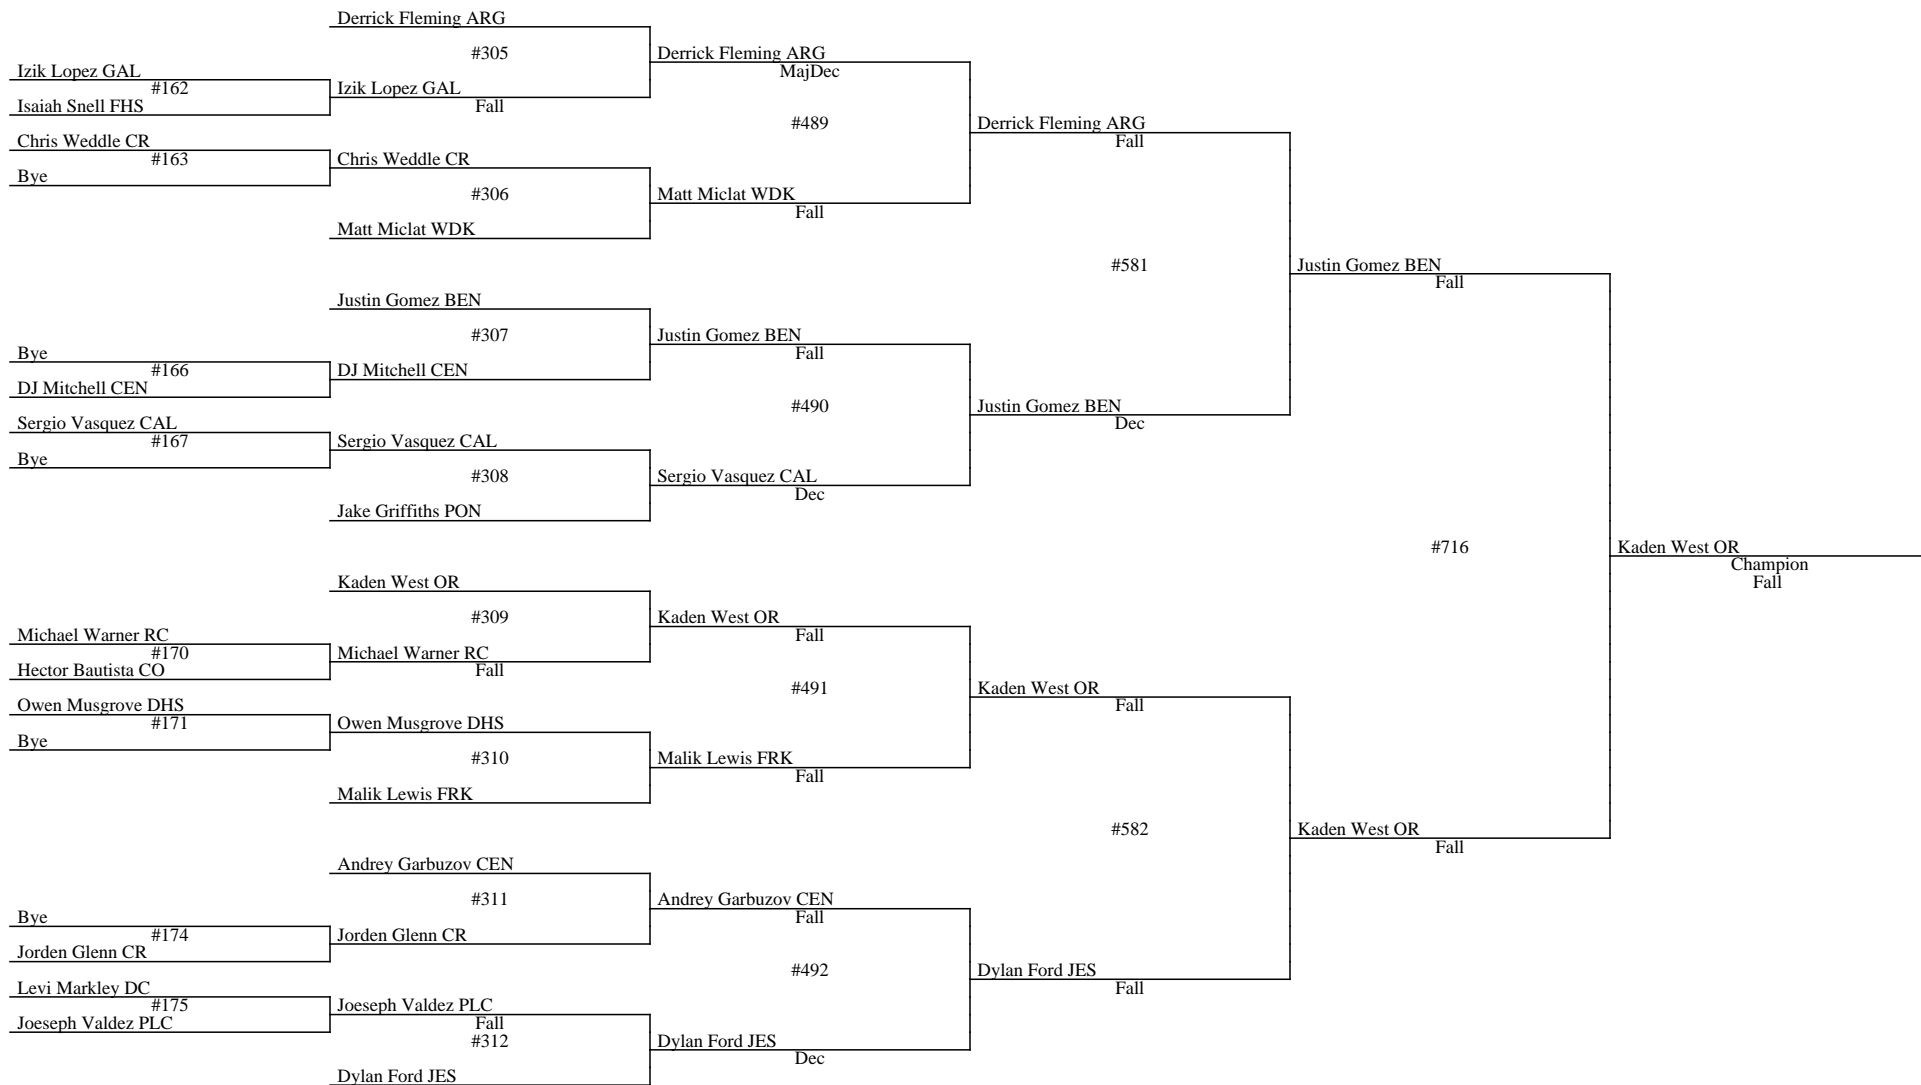 Derrick Fleming ARG
#305
Derrick Fleming ARG
MajDec
Izik Lopez GAL
#162
Izik Lopez GAL
Fall
Isaiah Snell FHS
#489
Derrick Fleming ARG
Fall
Chris Weddle CR
#163
Chris Weddle CR
Bye
#306
Matt Miclat WDK
Fall
Matt Miclat WDK
#581
Justin Gomez BEN
Fall
Justin Gomez BEN
#307
Justin Gomez BEN
Fall
Bye
#166
DJ Mitchell CEN
DJ Mitchell CEN
#490
Justin Gomez BEN
Dec
Sergio Vasquez CAL
#167
Sergio Vasquez CAL
Bye
#308
Sergio Vasquez CAL
Dec
Jake Griffiths PON
#716
Kaden West OR
Champion
Fall
Kaden West OR
#309
Kaden West OR
Fall
Michael Warner RC
#170
Michael Warner RC
Fall
Hector Bautista CO
#491
Kaden West OR
Fall
Owen Musgrove DHS
#171
Owen Musgrove DHS
Bye
#310
Malik Lewis FRK
Fall
Malik Lewis FRK
#582
Kaden West OR
Fall
Andrey Garbuzov CEN
#311
Andrey Garbuzov CEN
Fall
Bye
#174
Jorden Glenn CR
Jorden Glenn CR
#492
Dylan Ford JES
Fall
Levi Markley DC
#175
Joeseph Valdez PLC
Fall
Joeseph Valdez PLC
#312
Dylan Ford JES
Dec
Dylan Ford JES